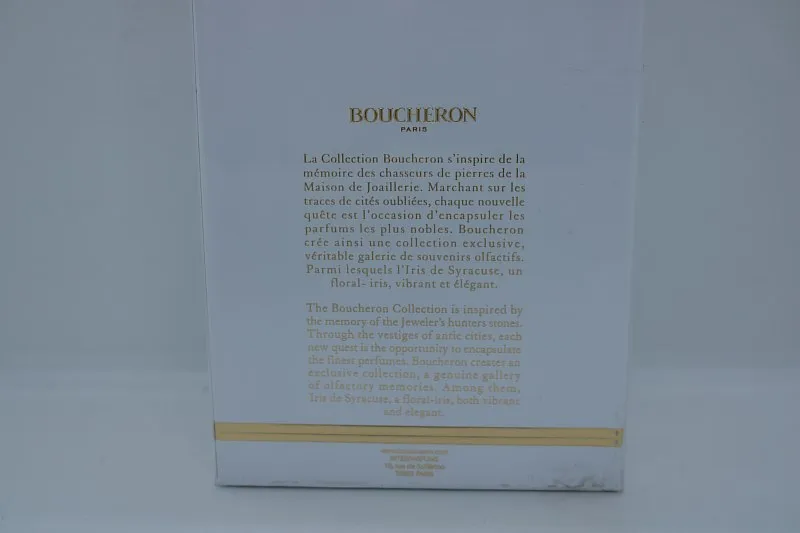 BOUCHERON
PARIS
La Collection Boucheron s'inspire de la
mémoire des chasseurs de pierres de la
Maison de Joaillerie. Marchant sur les
traces de cités oubliées, chaque nouvelle
quête est l'occasion d'encapsuler les
parfums les plus nobles. Boucheron
crée ainsi une collection exclusive,
véritable galerie de souvenirs olfactifs.
Parmi lesquels l'Iris de Syracuse, un
floral- iris, vibrant et élégant.
The Boucheron Collection is inspired by
the memory of the Jeweler's hunters stones.
Through the vestiges of antic cities, each
new quest is the opportunity to encapsulate
the finest perfumes. Boucheron creates an
exclusive collection, a genuine gallery
of olfactory memories. Among them,
Iris de Syracuse, a floral-iris, both vibrant
and elegant.
INTERPARFUMS
PARIS